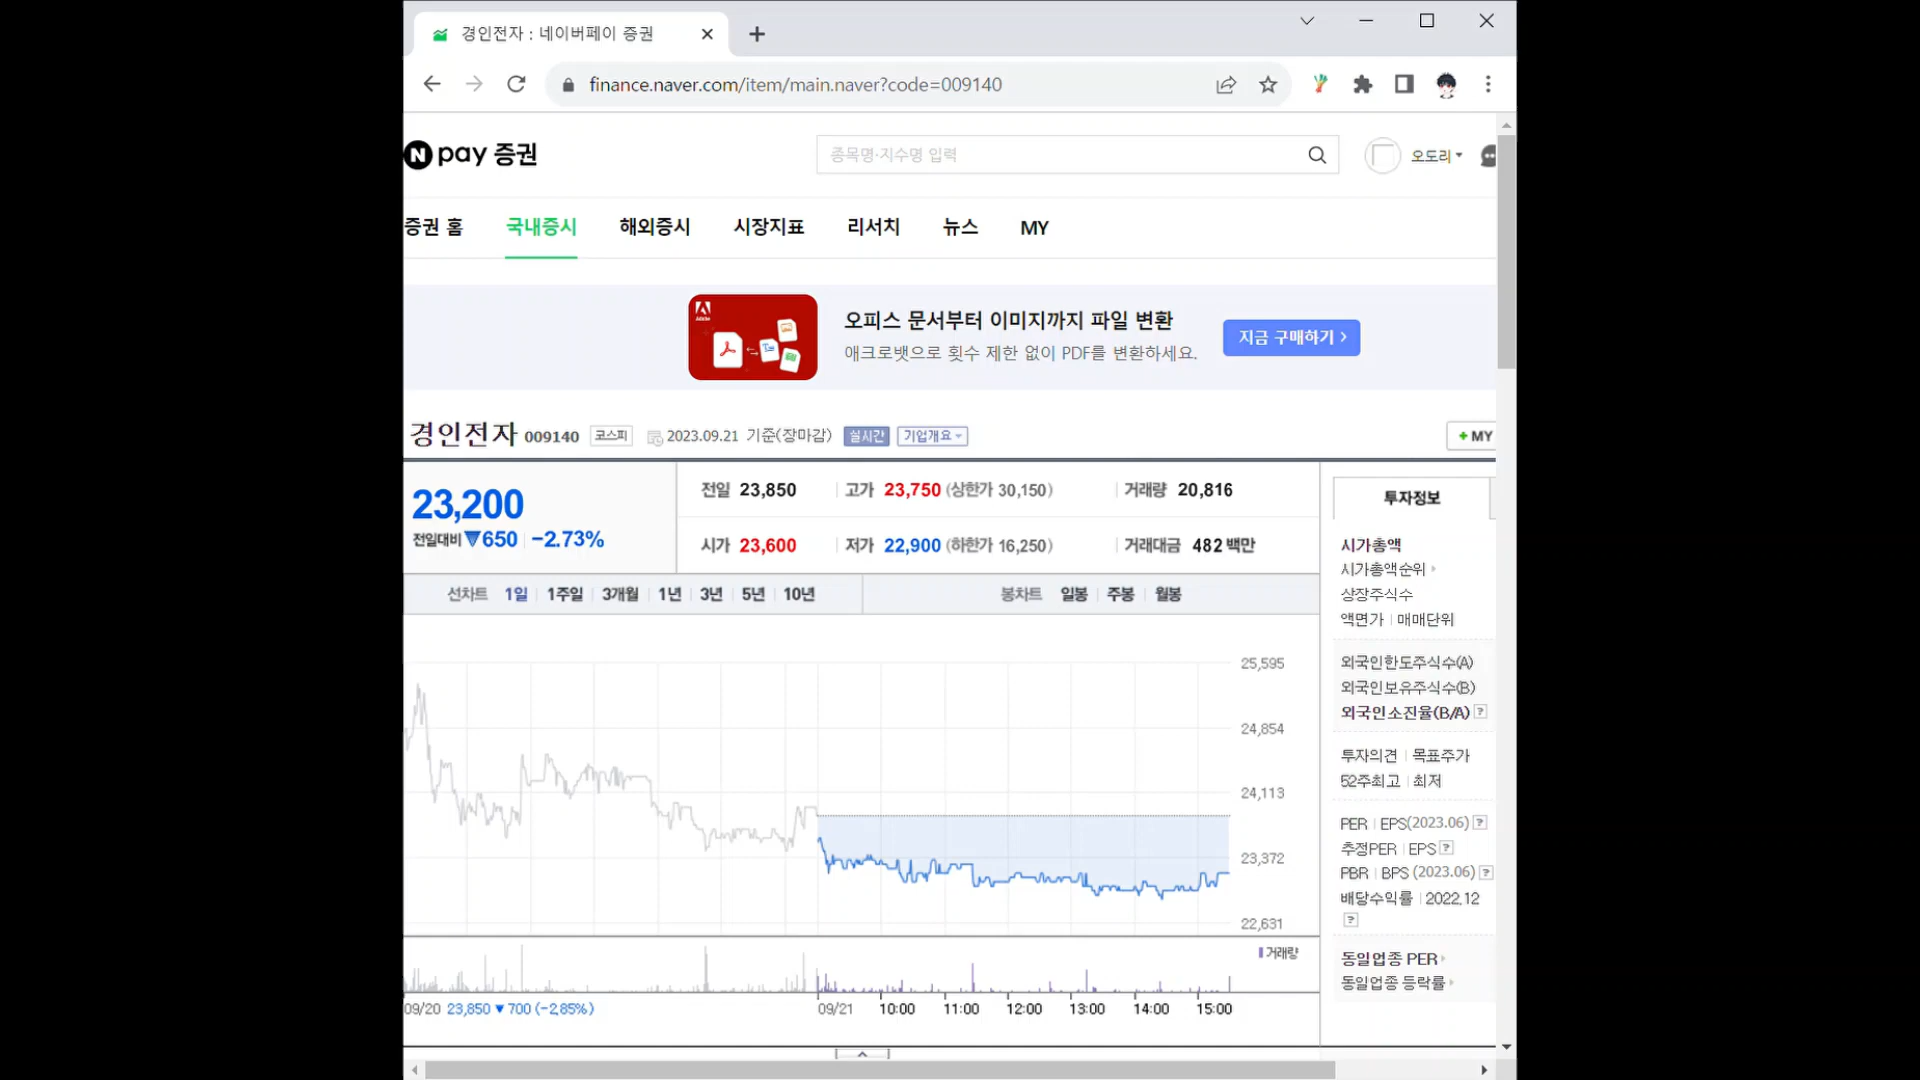 경인전자 : 네이버페이 증권
finance.naver.com/item/main.naver?code=009140
N pay 증권
종목명·지수명 입력
오도리
증권 홈 국내증시 해외증시 시장지표 리서치 뉴스 MY
Adobe
오피스 문서부터 이미지까지 파일 변환
애크로뱃으로 횟수 제한 없이 PDF를 변환하세요.
지금 구매하기 >
경인전자 009140 코스피 2023.09.21 기준(장마감) 실시간 기업개요
+ MY
23,200
전일대비 ▼650 -2.73%
전일 23,850 고가 23,750 (상한가 30,150) 거래량 20,816
시가 23,600 저가 22,900 (하한가 16,250) 거래대금 482 백만
선차트 1일 1주일 3개월 1년 3년 5년 10년 봉차트 일봉 주봉 월봉
25,595
24,854
24,113
23,372
22,631
거래량
09/20 23,850 ▼700 (-2.85%) 09/21 10:00 11:00 12:00 13:00 14:00 15:00
투자정보
시가총액
시가총액순위
상장주식수
액면가 매매단위
외국인한도주식수(A)
외국인보유주식수(B)
외국인소진율(B/A) ?
투자의견 목표주가
52주최고 최저
PER EPS(2023.06) ?
추정PER EPS ?
PBR BPS (2023.06) ?
배당수익률 2022.12
?
동일업종 PER
동일업종 등락률